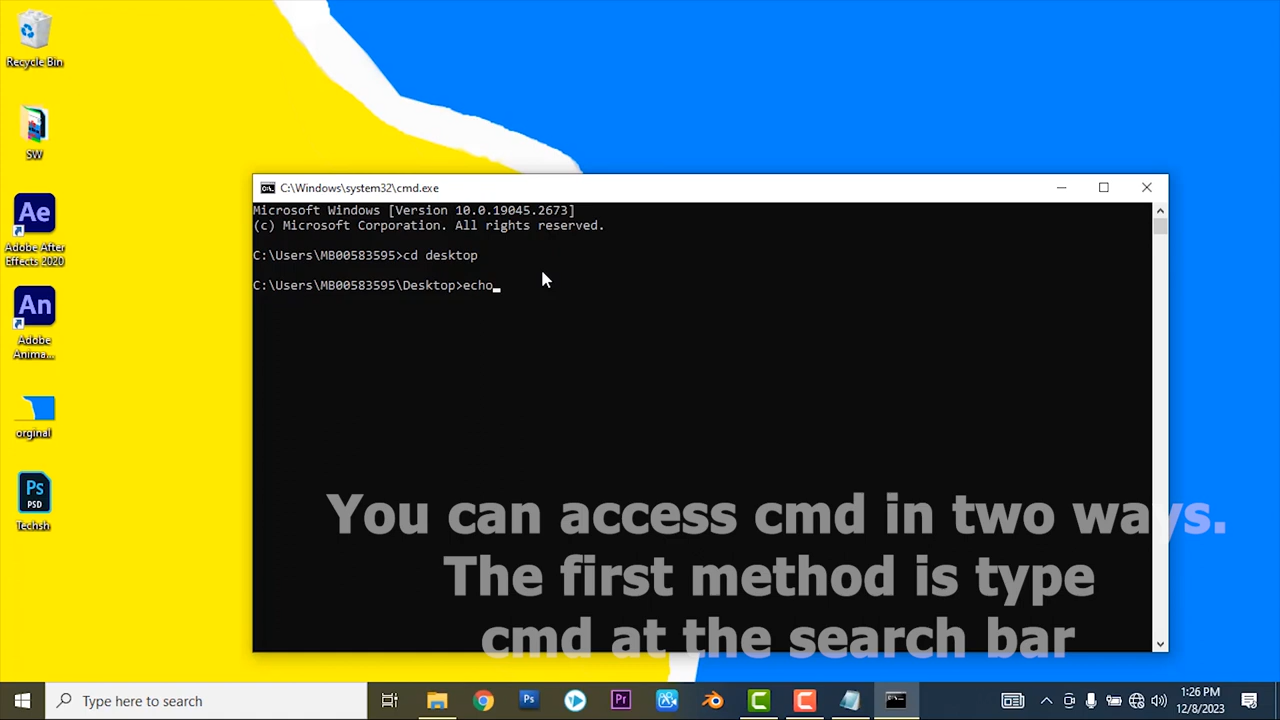 Recycle Bin
SW
Ae
Adobe After
Effects 2020
An
Adobe
Anima...
orginal
Ps
PSD
Techsh
C:\Windows\system32\cmd.exe
Microsoft Windows [Version 10.0.19045.2673]
(c) Microsoft Corporation. All rights reserved.
C:\Users\MB00583595>cd desktop
C:\Users\MB00583595\Desktop>echo_
You can access cmd in two ways.
The first method is type
cmd at the search bar
Type here to search
Ps
Pr
1:26 PM
12/8/2023